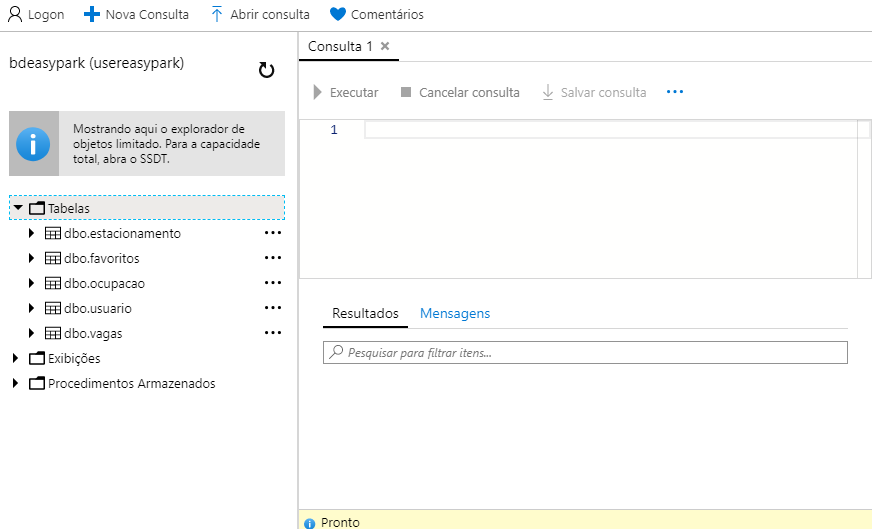 Logon Nova Consulta Abrir consulta Comentários
bdeasypark (usereasypark)
Mostrando aqui o explorador de
objetos limitado. Para a capacidade
total, abra o SSDT.
Tabelas
dbo.estacionamento
dbo.favoritos
dbo.ocupacao
dbo.usuario
dbo.vagas
Exibições
Procedimentos Armazenados
Consulta 1
Executar Cancelar consulta Salvar consulta
1
Resultados Mensagens
Pesquisar para filtrar itens...
Pronto